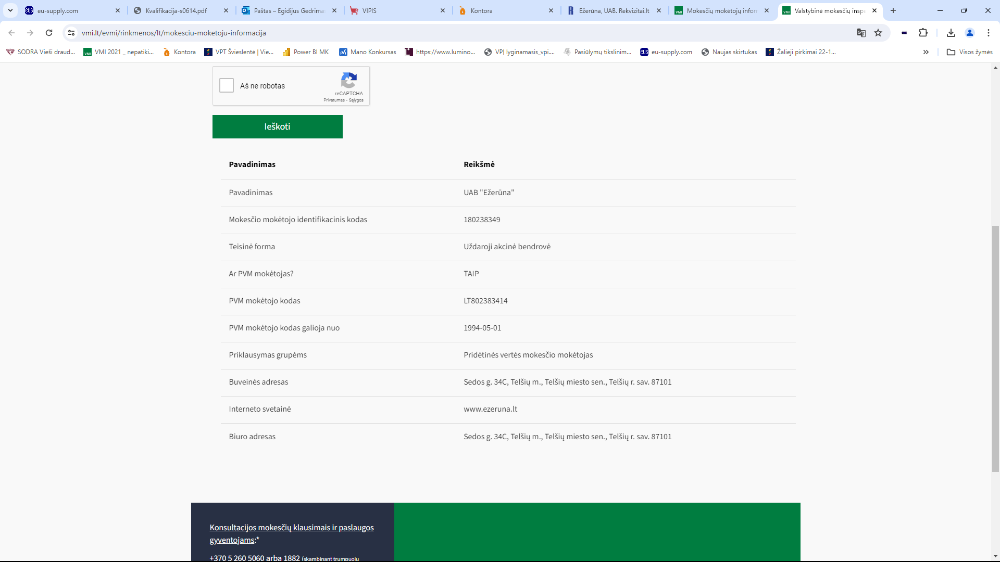 eu-supply.com
Kvalifikacija-s0614.pdf
Paštas – Egidijus Gedrimas
VIPIS
Kontora
Ežerūna, UAB. Rekvizitai.lt
Mokesčių mokėtojų infor
Valstybinė mokesčių inspe
vmi.lt/evmi/rinkmenos/lt/mokesciu-moketoju-informacija
SODRA Vieši draud...
VMI 2021 _ nepatiki...
Kontora
VPT Švieslentė | Vie...
Power BI MK
Mano Konkursas
https://www.lumino...
VPĮ lyginamasis_vpi....
Pasiūlymų tikslinim...
eu-supply.com
Naujas skirtukas
Žalieji pirkimai 22-1...
Visos žymės
Aš ne robotas
reCAPTCHA
Privatumas - Sąlygos
Ieškoti
Pavadinimas Reikšmė
Pavadinimas UAB "Ežerūna"
Mokesčio mokėtojo identifikacinis kodas 180238349
Teisinė forma Uždaroji akcinė bendrovė
Ar PVM mokėtojas? TAIP
PVM mokėtojo kodas LT802383414
PVM mokėtojo kodas galioja nuo 1994-05-01
Priklausymas grupėms Pridėtinės vertės mokesčio mokėtojas
Buveinės adresas Sedos g. 34C, Telšių m., Telšių miesto sen., Telšių r. sav. 87101
Interneto svetainė www.ezeruna.lt
Biuro adresas Sedos g. 34C, Telšių m., Telšių miesto sen., Telšių r. sav. 87101
Konsultacijos mokesčių klausimais ir paslaugos
gyventojams:*
+370 5 260 5060 arba 1882 (skambinant trumpuoju